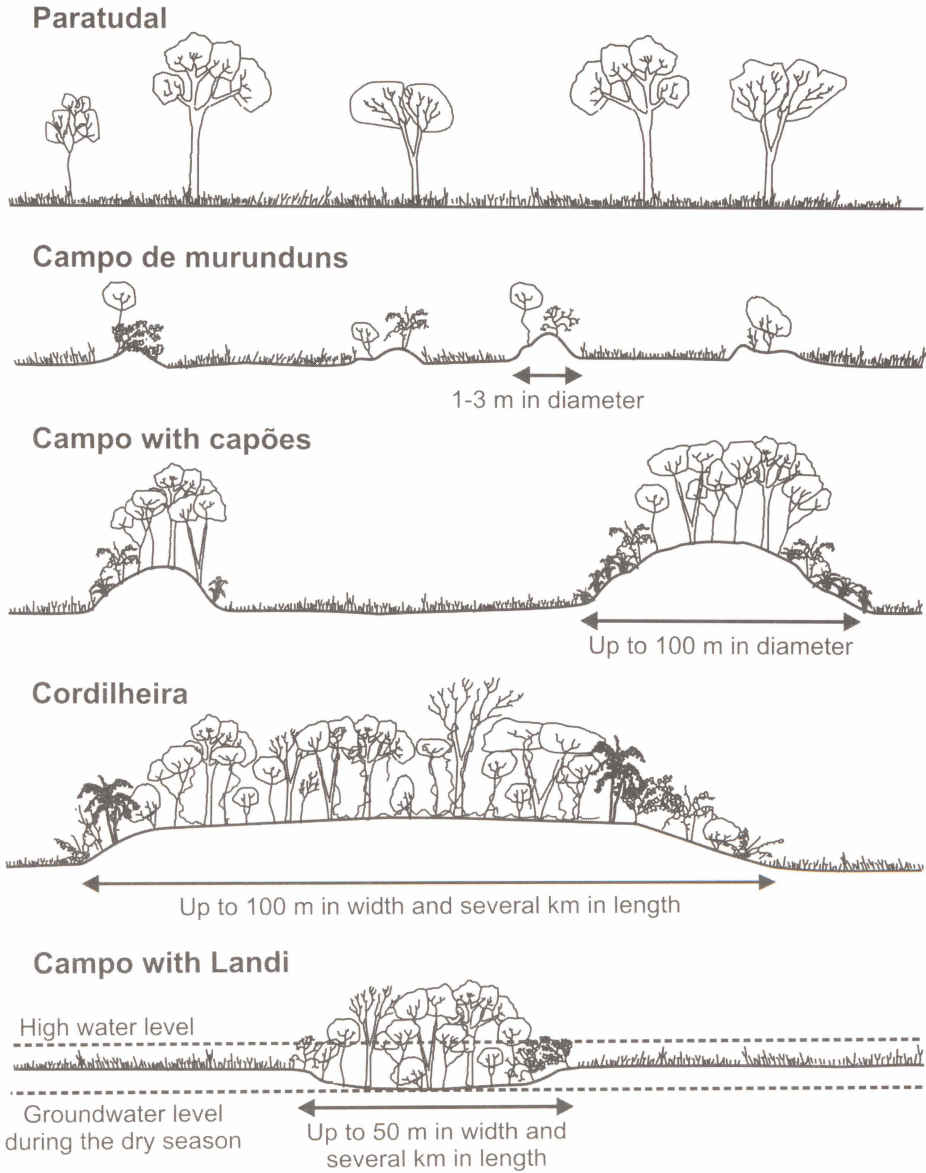 Paratudal
Campo de murunduns
1-3 m in diameter
Campo with capões
Up to 100 m in diameter
Cordilheira
Up to 100 m in width and several km in length
Campo with Landi
High water level
Groundwater level
during the dry season
Up to 50 m in width and
several km in length